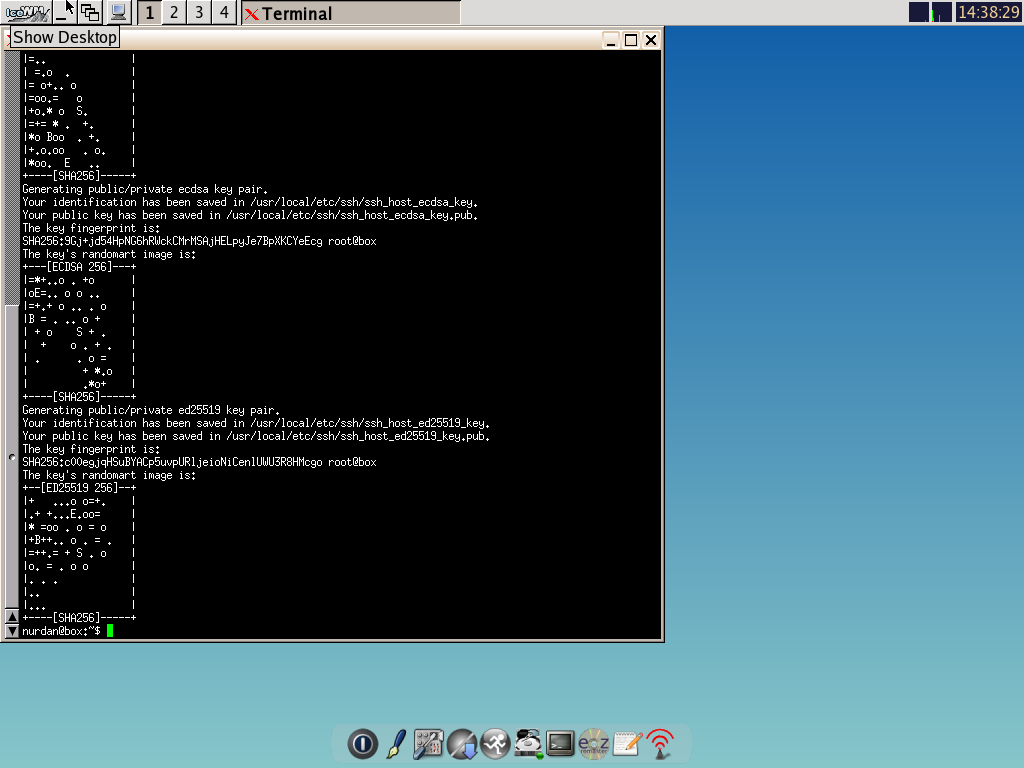 IceWM
1 2 3 4 Terminal 14:38:29
Show Desktop
|=.. |
| =.o . |
|= o+.. o |
|=oo.= o |
|+o.* o S. |
|=+= * . +. |
|*o Boo . +. |
|+.o.oo . o. |
|*oo. E .. |
+----[SHA256]-----+
Generating public/private ecdsa key pair.
Your identification has been saved in /usr/local/etc/ssh/ssh_host_ecdsa_key.
Your public key has been saved in /usr/local/etc/ssh/ssh_host_ecdsa_key.pub.
The key fingerprint is:
SHA256:9Gj+jd54HpNG6hRWckCMrMSAjHELpyJe7BpXKCYeEcg root@box
The key's randomart image is:
+---[ECDSA 256]---+
|=*+..o . +o |
|oE=.. o o .. |
|=+.+ o .. . o |
|B = . .. o + |
| + o S + . |
| + o . + . |
| . . o = |
| + *.o |
| .*o+ |
+----[SHA256]-----+
Generating public/private ed25519 key pair.
Your identification has been saved in /usr/local/etc/ssh/ssh_host_ed25519_key.
Your public key has been saved in /usr/local/etc/ssh/ssh_host_ed25519_key.pub.
The key fingerprint is:
SHA256:cO0egjqHSuBYACp5uvpURljeioNiCenlUWU3R8HMcgo root@box
The key's randomart image is:
+--[ED25519 256]--+
|+ ...o o=+. |
|.+ +...E.oo= |
|* =oo . o = o |
|+B++.. o . = . |
|=++.= + S . o |
|o. = . o o |
|. . . |
|.. |
|... |
+----[SHA256]-----+
nurdan@box:~$
ezremaster